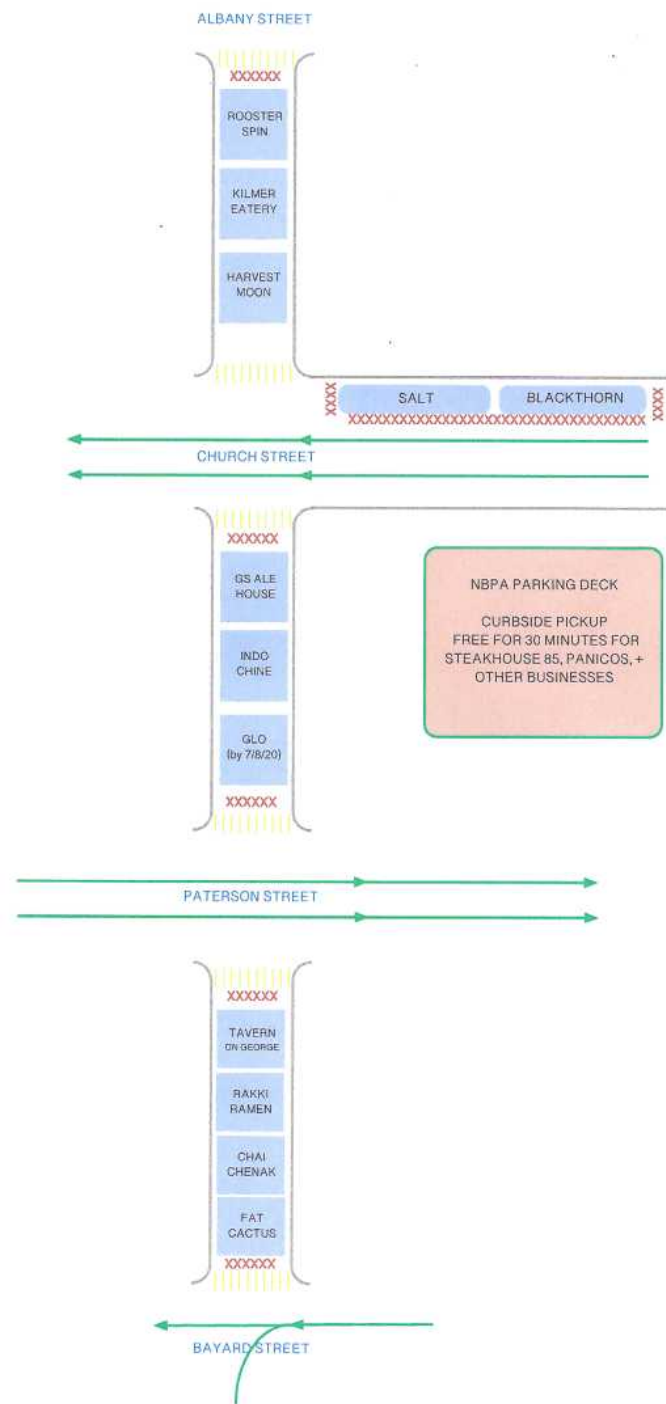 ALBANY STREET
XXXXXX
ROOSTER
SPIN
KILMER
EATERY
HARVEST
MOON
XXXX
SALT
BLACKTHORN
XXXX
XXXXXXXXXXXXXXXXXXXXXXXXXXXXXXXXXXX
CHURCH STREET
XXXXXX
GS ALE
HOUSE
INDO
CHINE
GLO
(by 7/8/20)
XXXXXX
NBPA PARKING DECK
CURBSIDE PICKUP
FREE FOR 30 MINUTES FOR
STEAKHOUSE 85, PANICOS, +
OTHER BUSINESSES
PATERSON STREET
XXXXXX
TAVERN
ON GEORGE
RAKKI
RAMEN
CHAI
CHENAK
FAT
CACTUS
XXXXXX
BAYARD STREET